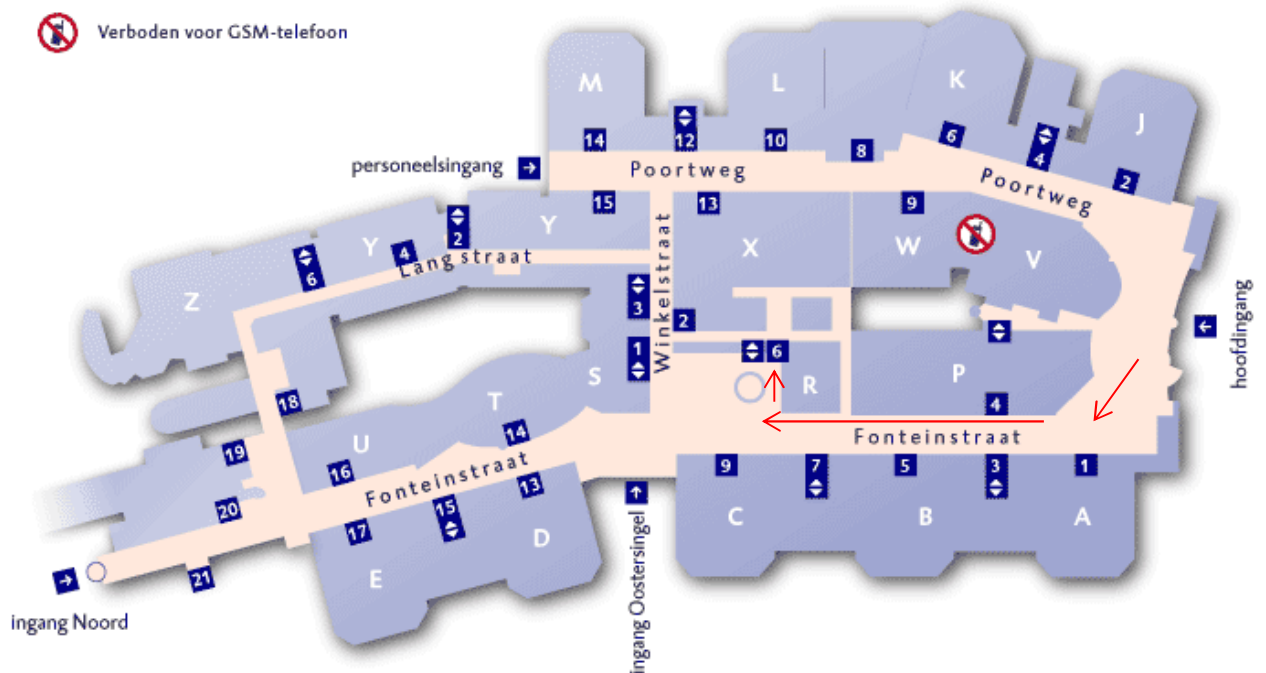 Verboden voor GSM-telefoon
M
L
K
J
14
12
10
8
6
4
2
personeelsingang
Poortweg
Poortweg
15
13
9
Y
Y
2
4
6
Langstraat
Z
X
W
V
Winkelstraat
3
1
2
6
hoofdingang
S
R
P
4
T
U
14
16
18
19
20
21
Fonteinstraat
Fonteinstraat
9
7
5
3
1
13
15
17
C
B
A
D
E
ingang Oostersingel
ingang Noord